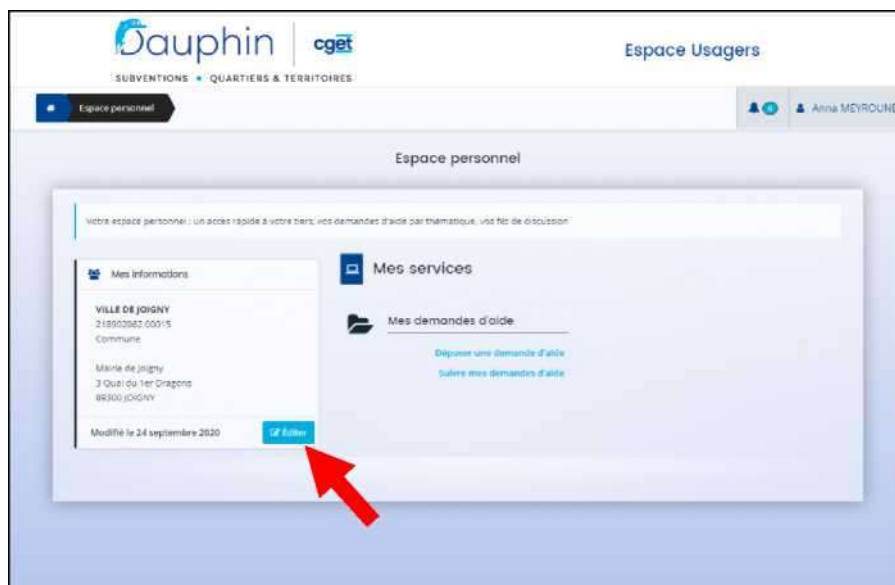 Dauphin cget
SUBVENTIONS • QUARTIERS & TERRITOIRES
Espace Usagers
Espace personnel
Anna MEYROUNE
Espace personnel
Votre espace personnel : un accès rapide à votre tiers, vos demandes d'aide par thématique, vos fils de discussion
Mes informations
VILLE DE JOIGNY
Commune
Mairie de Joigny
3 Quai du 1er Dragons
89300 JOIGNY
Modifié le 24 septembre 2020
Éditer
Mes services
Mes demandes d'aide
Déposer une demande d'aide
Suivre mes demandes d'aide